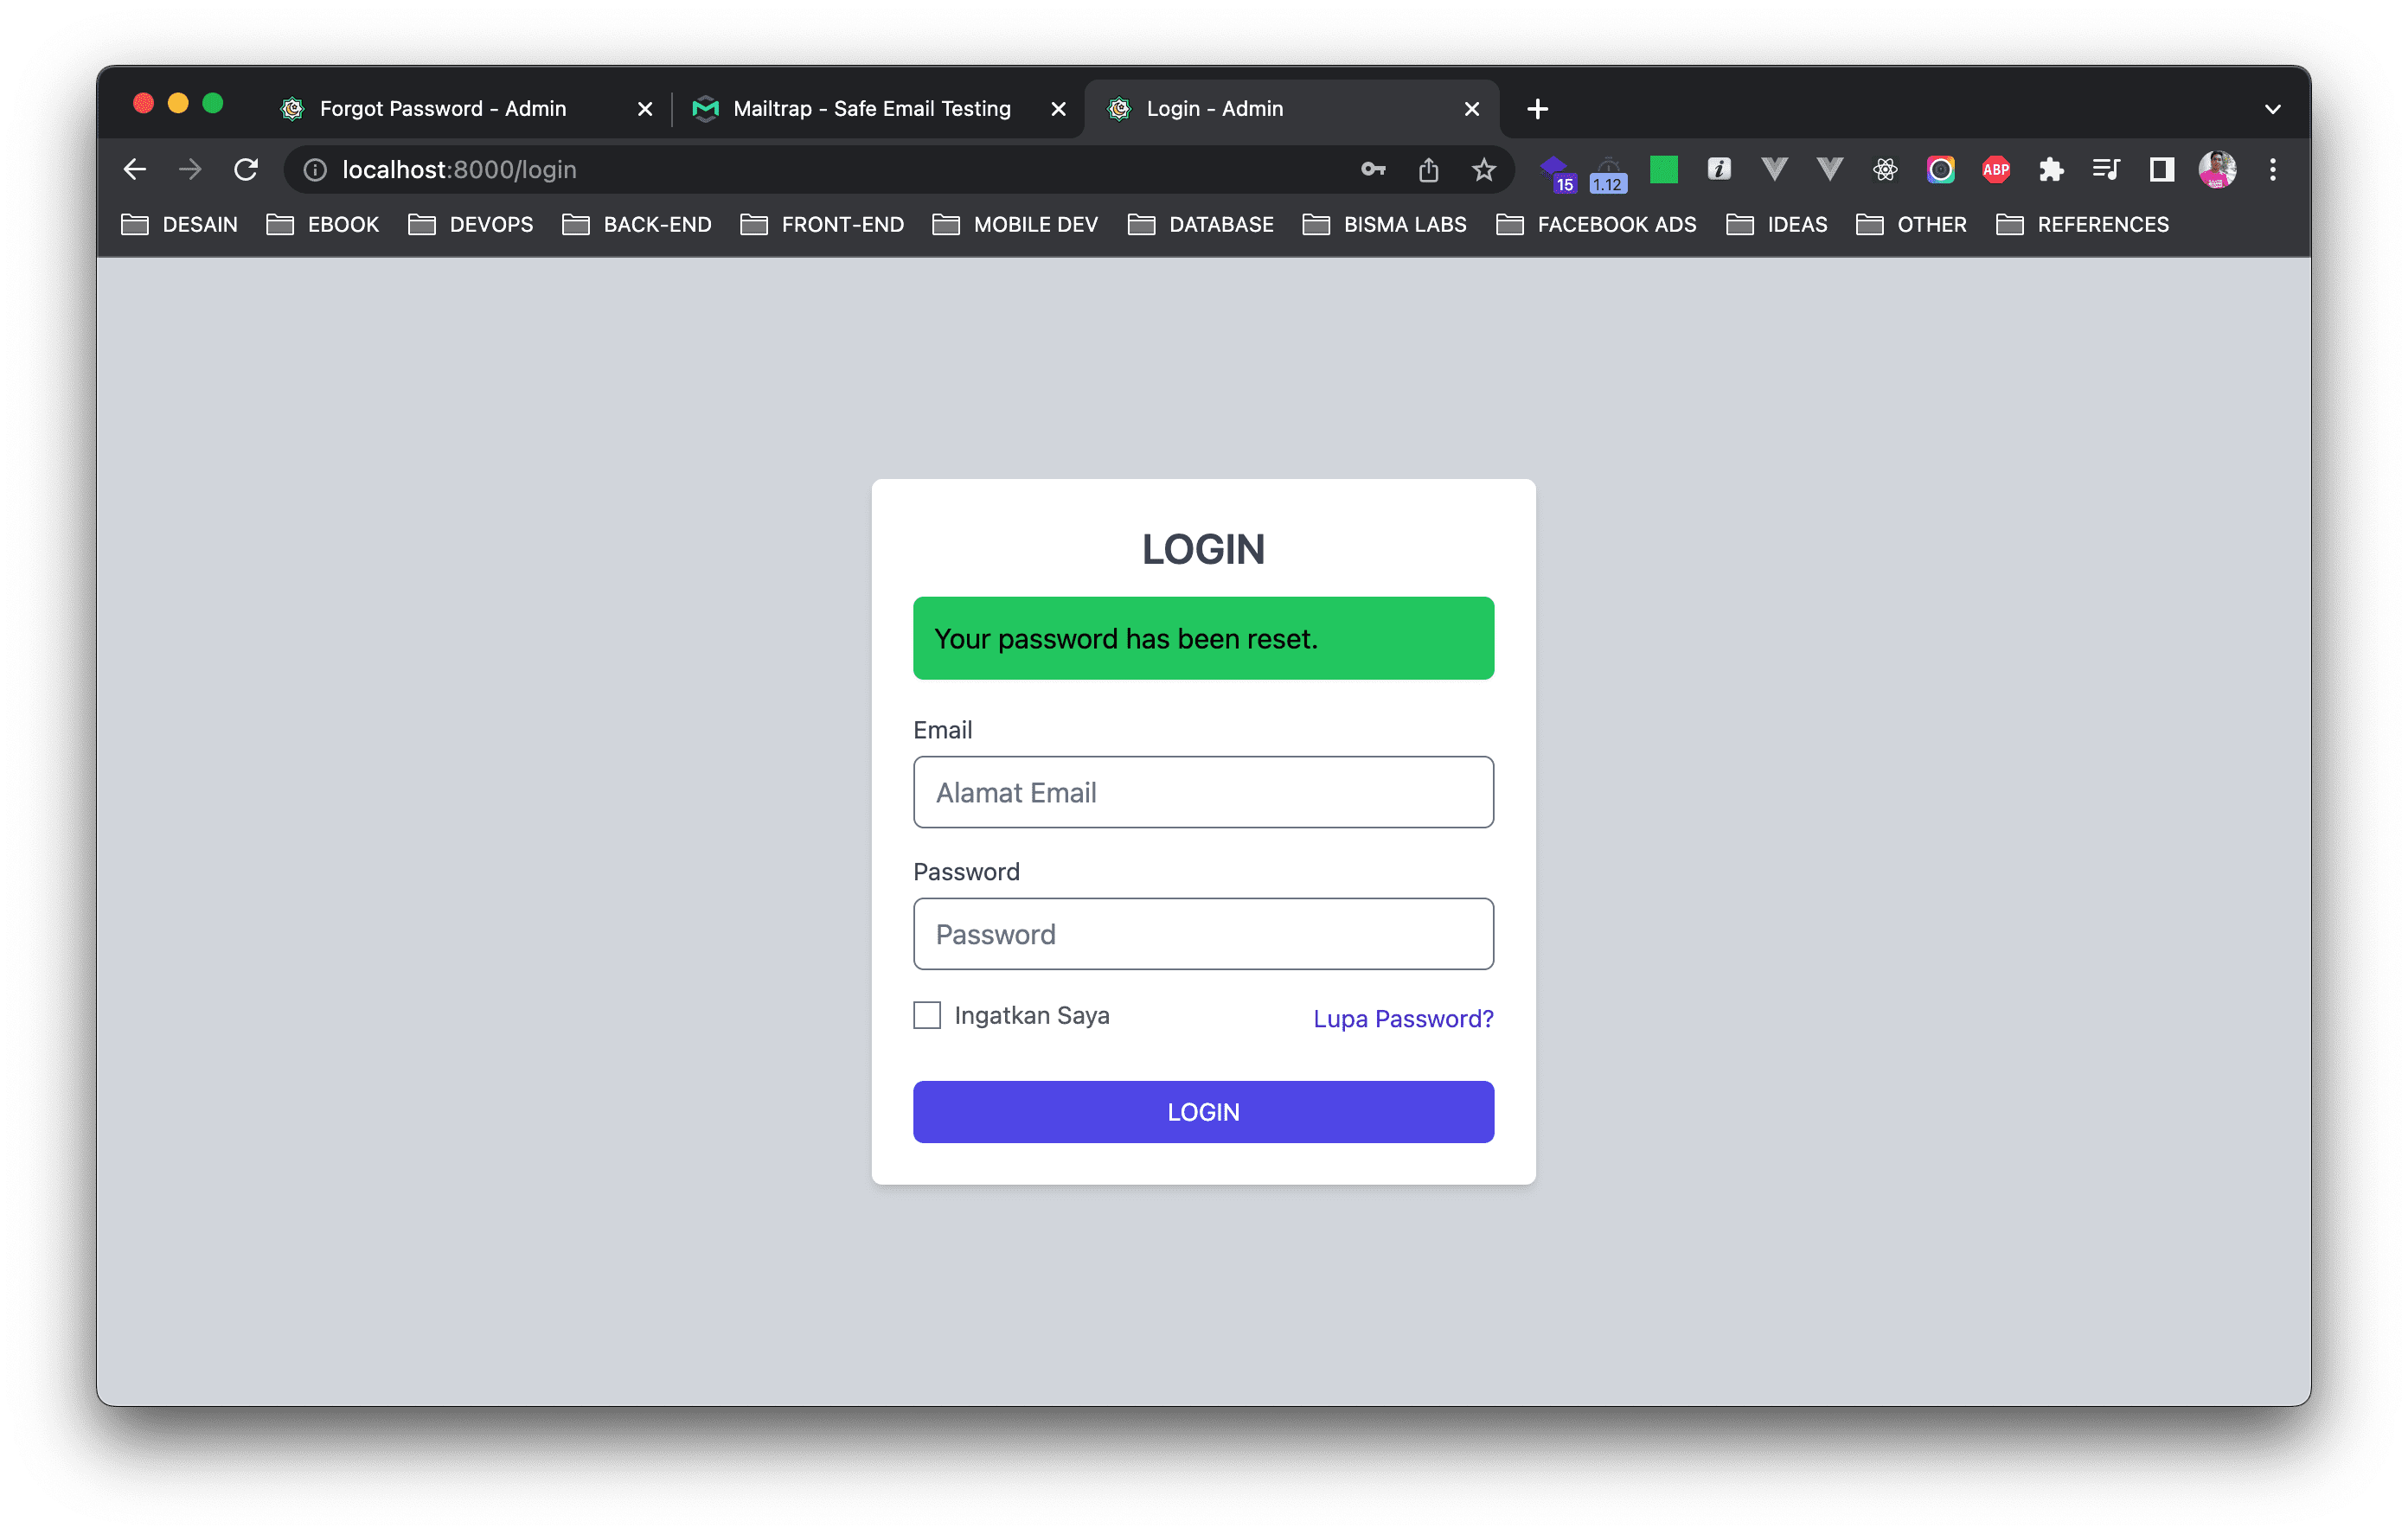 Forgot Password - Admin
Mailtrap - Safe Email Testing
Login - Admin
localhost:8000/login
15
1.12
i
ABP
DESAIN
EBOOK
DEVOPS
BACK-END
FRONT-END
MOBILE DEV
DATABASE
BISMA LABS
FACEBOOK ADS
IDEAS
OTHER
REFERENCES
LOGIN
Your password has been reset.
Email
Alamat Email
Password
Password
Ingatkan Saya
Lupa Password?
LOGIN